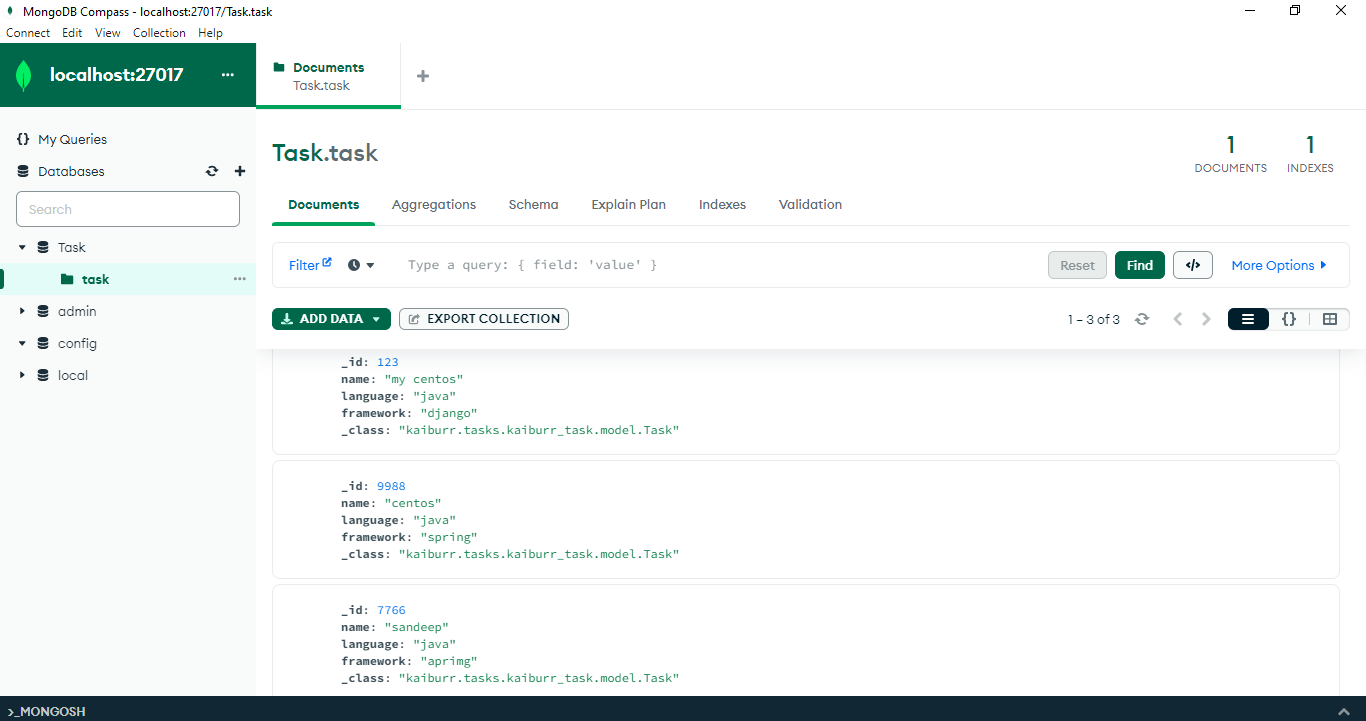 MongoDB Compass - localhost:27017/Task.task
Connect Edit View Collection Help
localhost:27017 ...
Documents
Task.task
{} My Queries
Databases
Search
Task
task
admin
config
local
Task.task
1 DOCUMENTS
1 INDEXES
Documents Aggregations Schema Explain Plan Indexes Validation
Filter Type a query: { field: 'value' } Reset Find </> More Options
ADD DATA EXPORT COLLECTION 1 – 3 of 3 {}
_id: 123
name: "my centos"
language: "java"
framework: "django"
_class: "kaiburr.tasks.kaiburr_task.model.Task"
_id: 9988
name: "centos"
language: "java"
framework: "spring"
_class: "kaiburr.tasks.kaiburr_task.model.Task"
_id: 7766
name: "sandeep"
language: "java"
framework: "aprimg"
_class: "kaiburr.tasks.kaiburr_task.model.Task"
>_MONGOSH